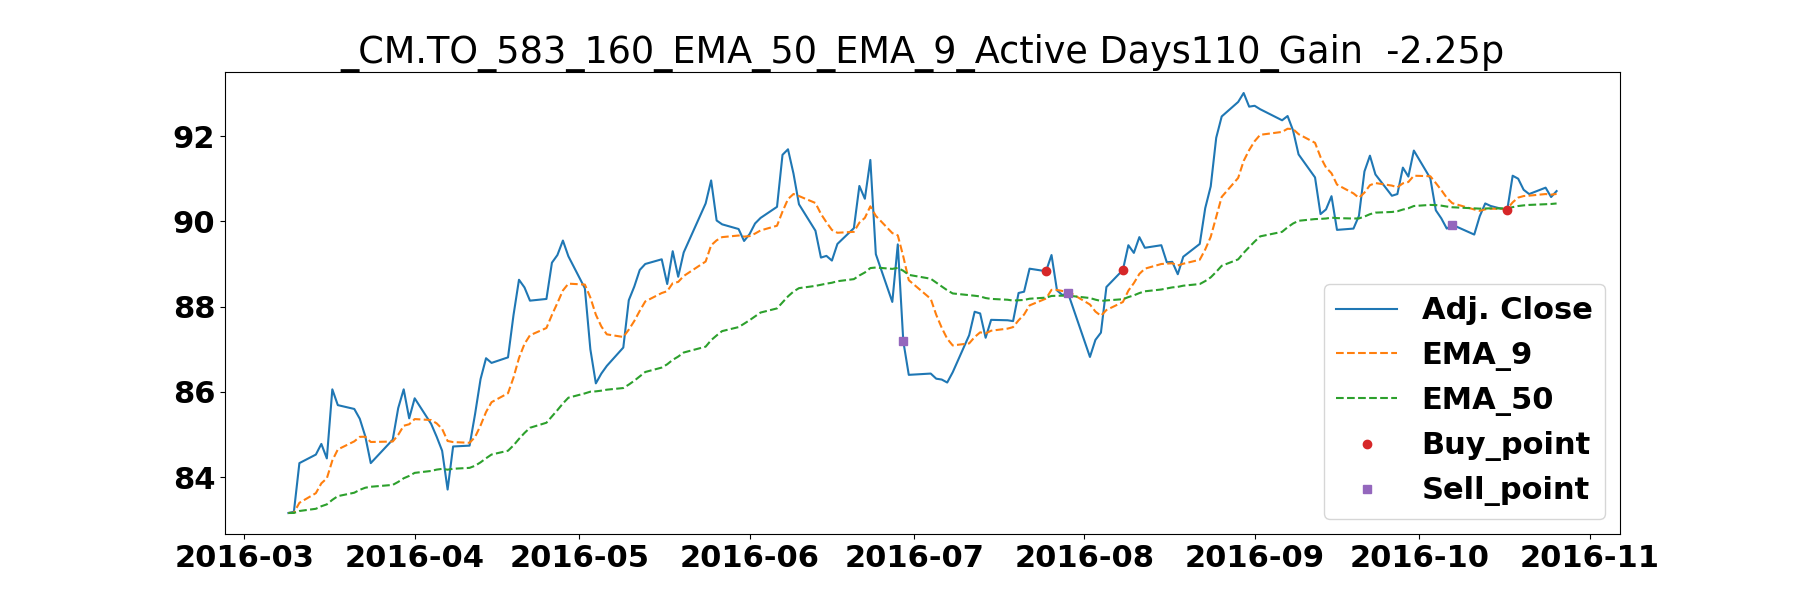 _CM.TO_583_160_EMA_50_EMA_9_Active Days110_Gain  -2.25p
92
90
88
86
84
Adj. Close
EMA_9
EMA_50
Buy_point
Sell_point
2016-03 2016-04 2016-05 2016-06 2016-07 2016-08 2016-09 2016-10 2016-11